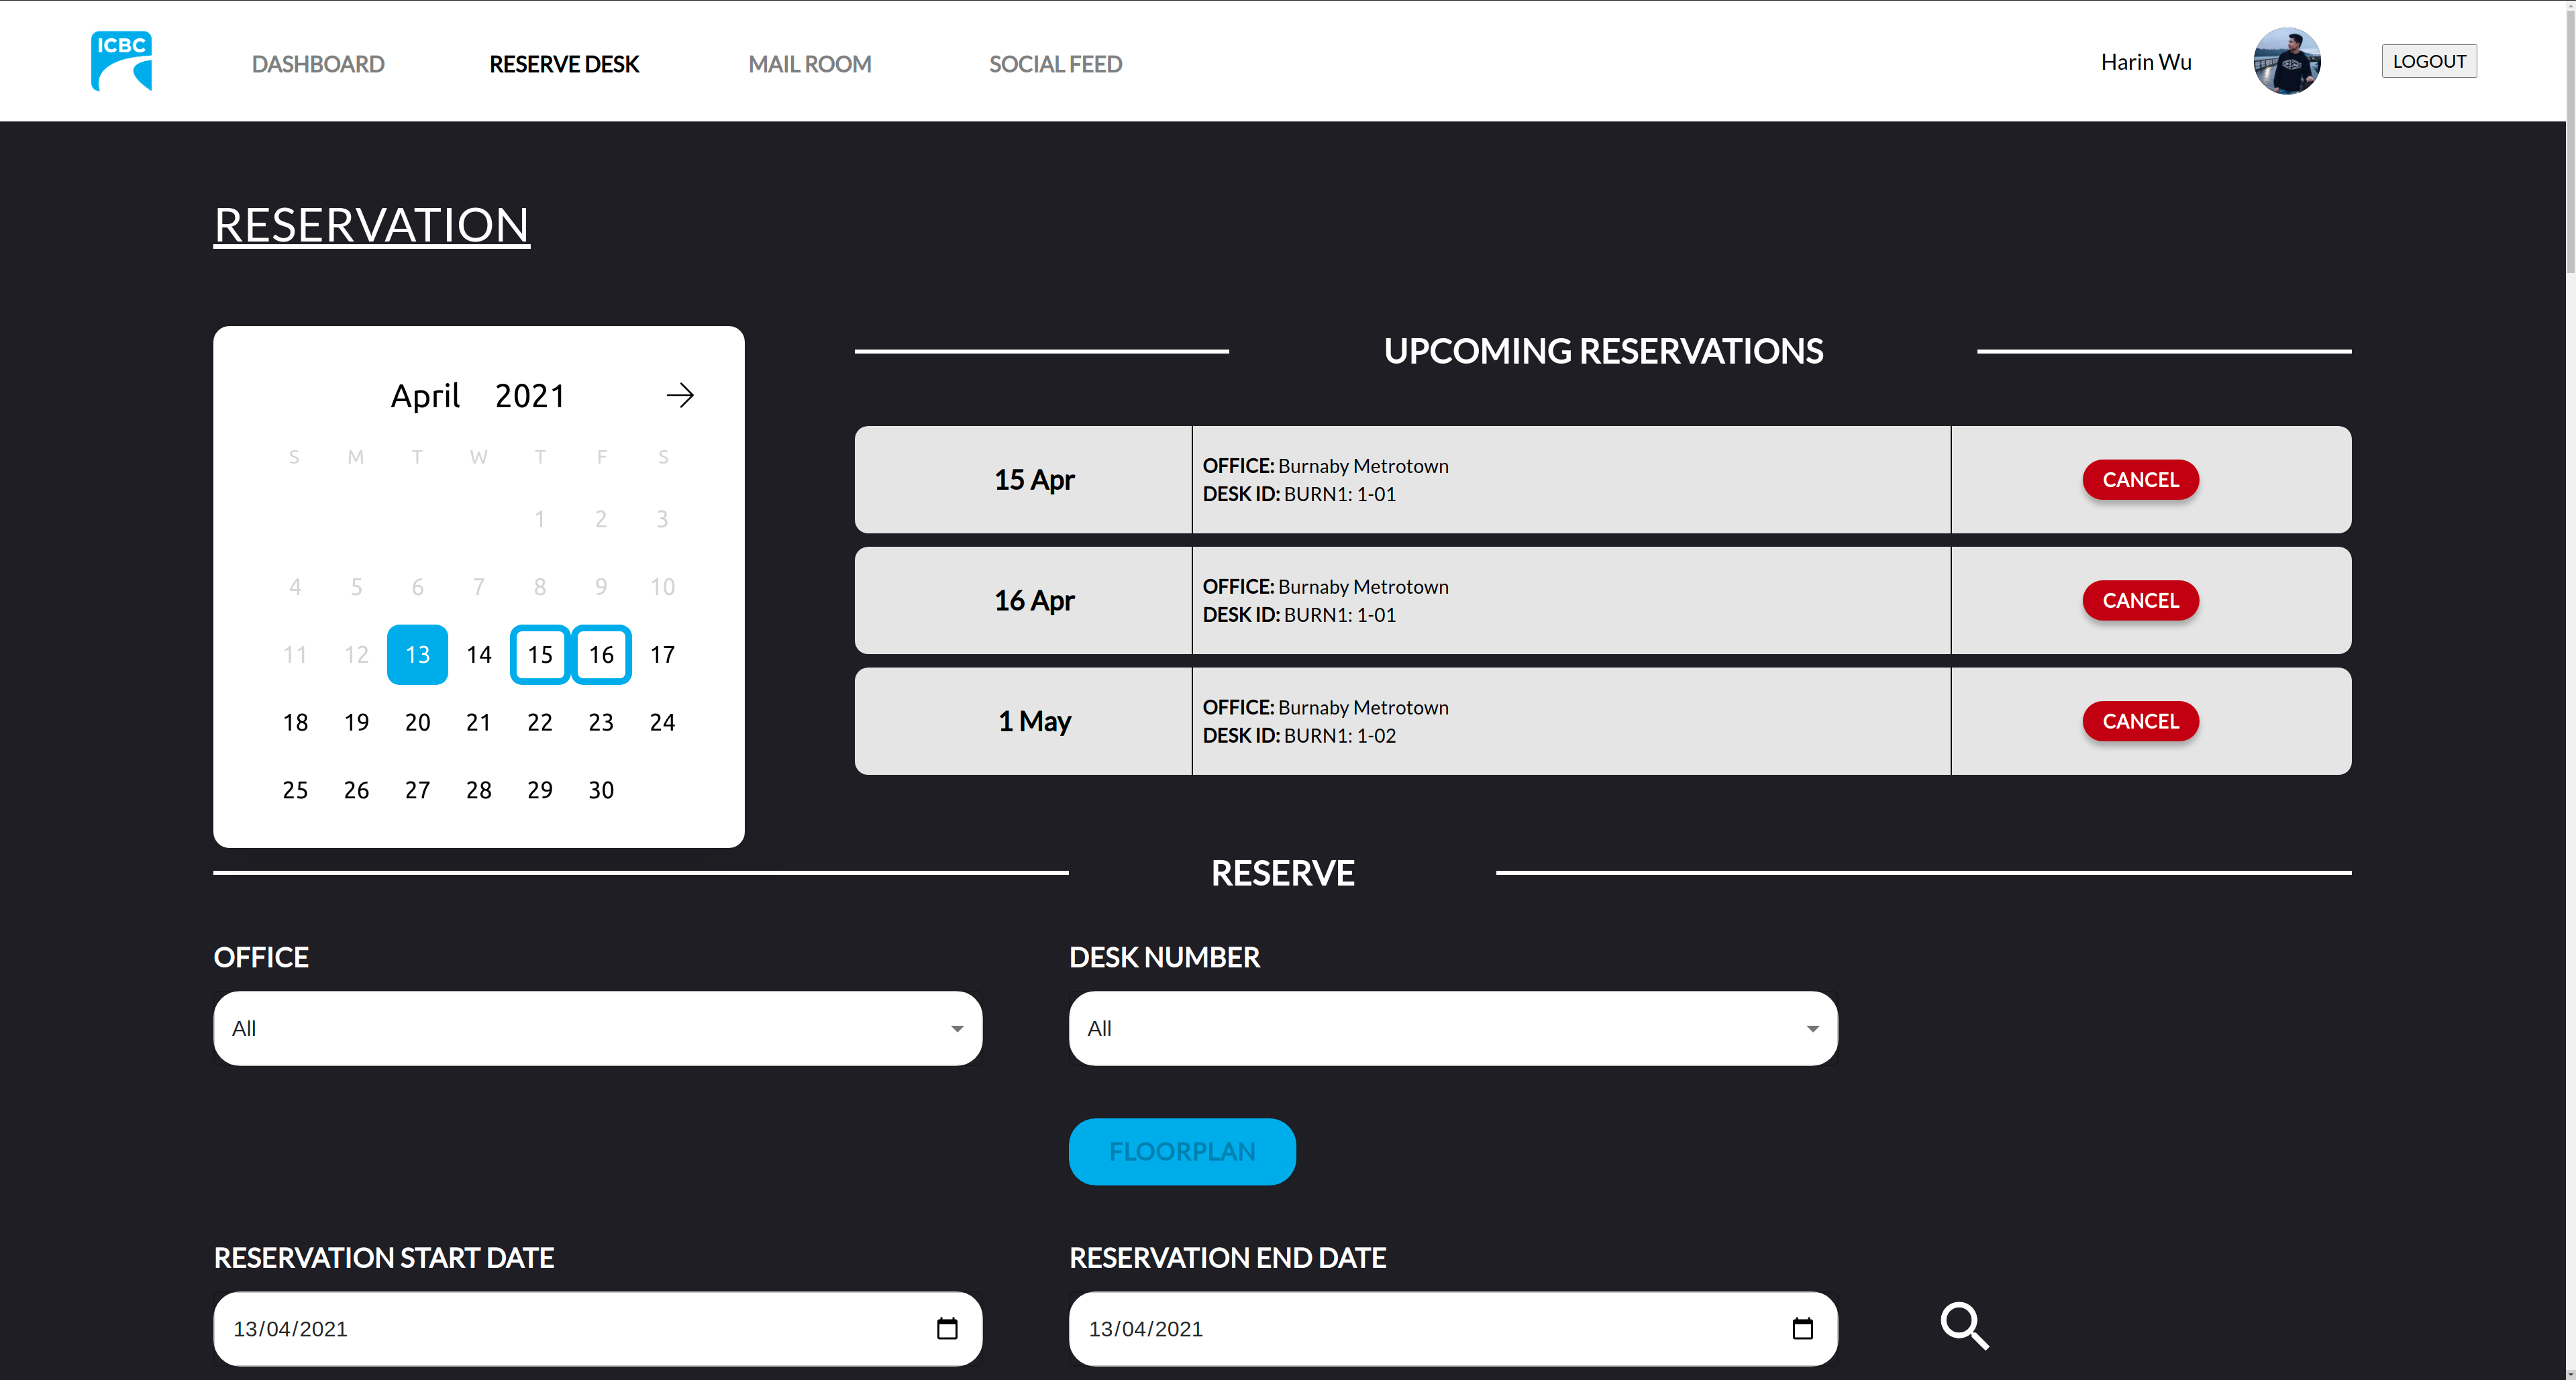 ICBC
DASHBOARD
RESERVE DESK
MAIL ROOM
SOCIAL FEED
Harin Wu
LOGOUT
RESERVATION
April 2021
S M T W T F S
1 2 3
4 5 6 7 8 9 10
11 12 13 14 15 16 17
18 19 20 21 22 23 24
25 26 27 28 29 30
UPCOMING RESERVATIONS
15 Apr
OFFICE: Burnaby Metrotown
DESK ID: BURN1: 1-01
CANCEL
16 Apr
OFFICE: Burnaby Metrotown
DESK ID: BURN1: 1-01
CANCEL
1 May
OFFICE: Burnaby Metrotown
DESK ID: BURN1: 1-02
CANCEL
RESERVE
OFFICE
All
DESK NUMBER
All
FLOORPLAN
RESERVATION START DATE
13/04/2021
RESERVATION END DATE
13/04/2021